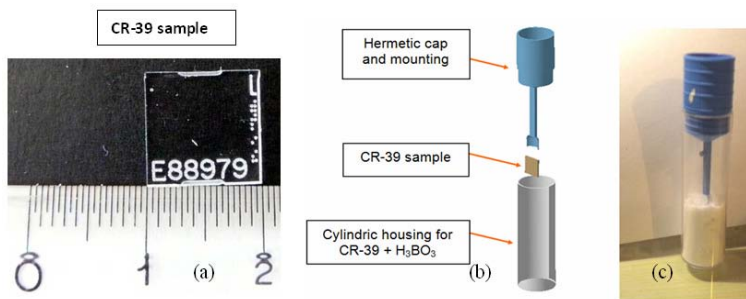 CR-39 sample
E88979
0 1 2
(a)
Hermetic cap
and mounting
CR-39 sample
Cylindric housing for
CR-39 + H₃BO₃
(b)
(c)